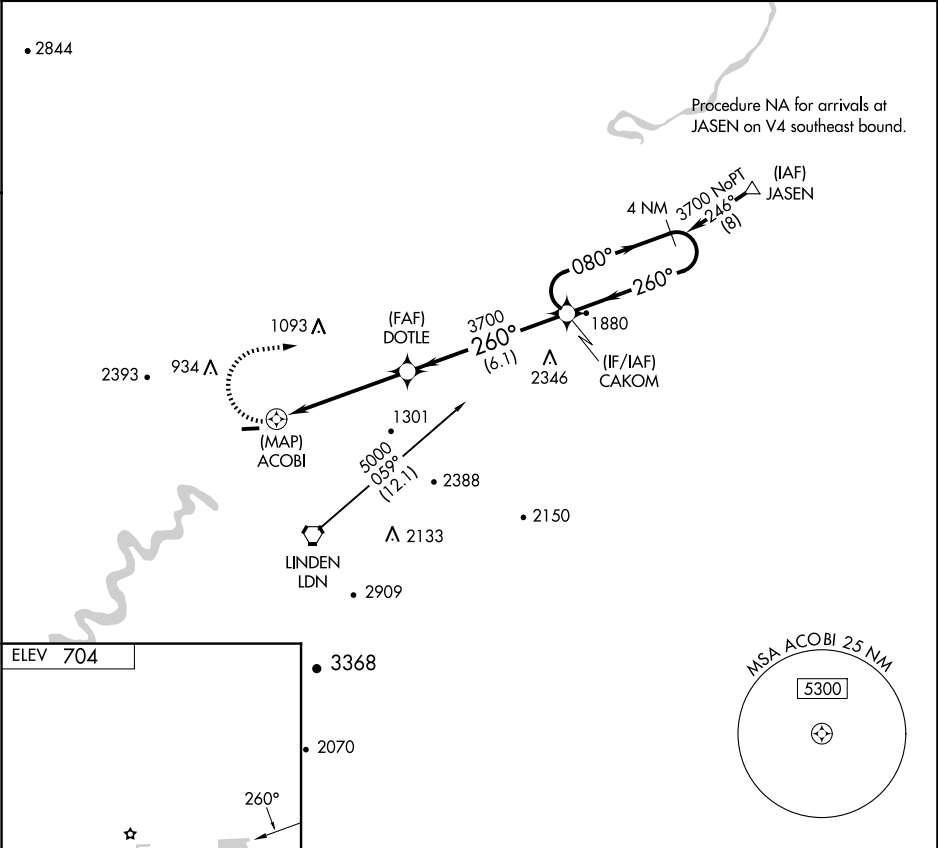 2844
Procedure NA for arrivals at
JASEN on V4 southeast bound.
(IAF)
JASEN
3700 NoPT
246°
(8)
4 NM
080°
260°
1880
(IF/IAF)
CAKOM
2346
3700
260°
(6.1)
(FAF)
DOTLE
1093
934
2393
(MAP)
ACOBI
1301
5000
059°
(12.1)
2388
2150
2133
LINDEN
LDN
2909
ELEV 704
3368
2070
260°
MSA ACOBI 25 NM
5300